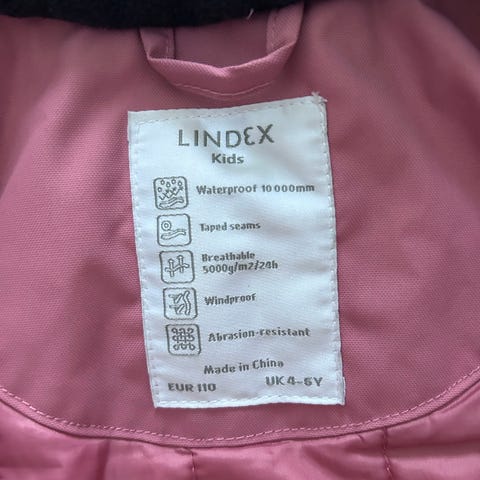 LINDEX
Kids
Waterproof 10 000mm
Taped seams
Breathable
5000g/m2/24h
Windproof
Abrasion-resistant
Made in China
EUR 110 UK 4-5Y